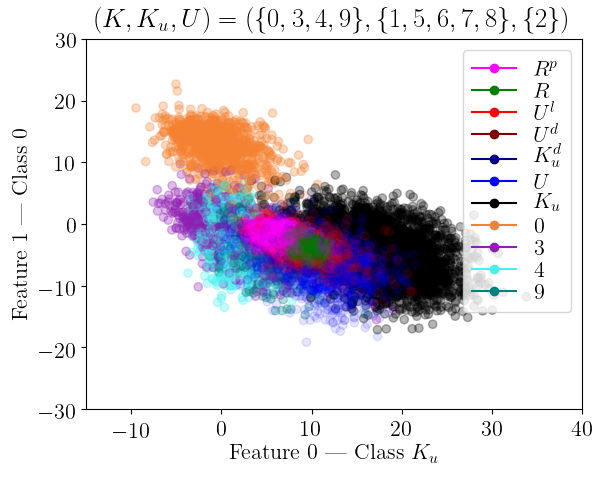 (K, K_u, U) = ({0, 3, 4, 9}, {1, 5, 6, 7, 8}, {2})
30
20
10
0
−10
−20
−30
Feature 1 — Class 0
R^p
R
U^l
U^d
K_u^d
U
K_u
0
3
4
9
−10
0
10
20
30
40
Feature 0 — Class K_u